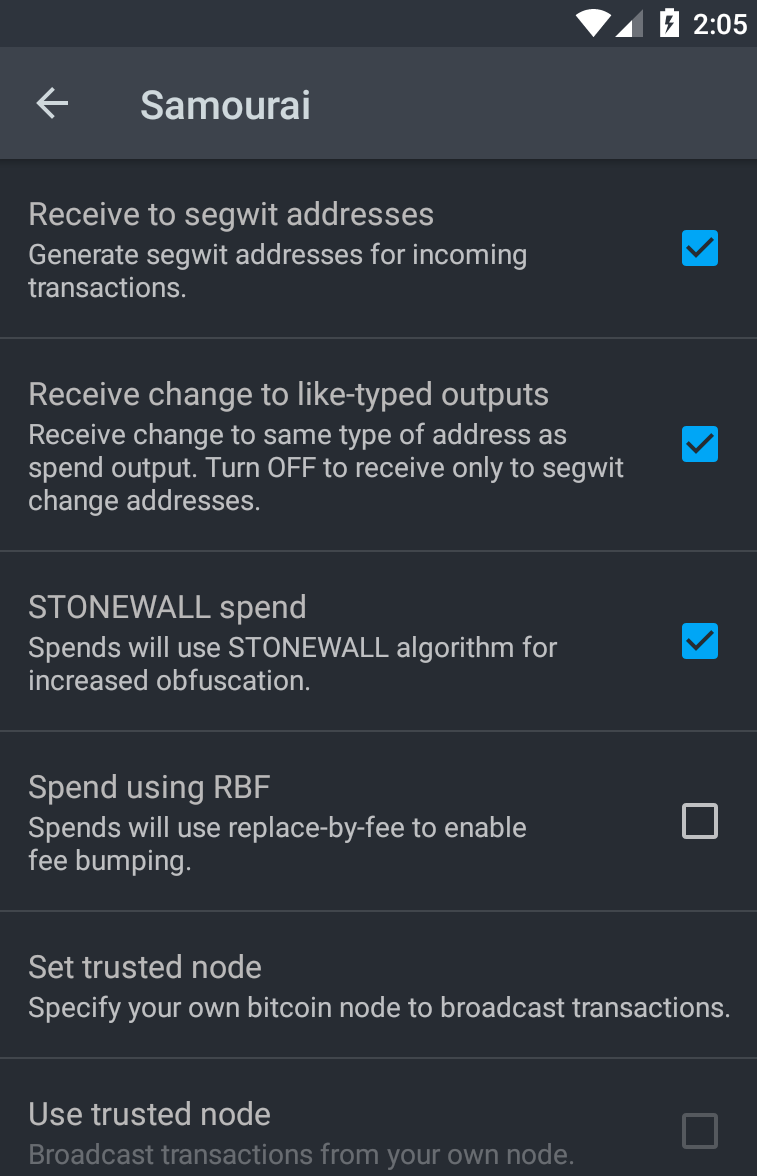 2:05
Samourai
Receive to segwit addresses
Generate segwit addresses for incoming
transactions.
Receive change to like-typed outputs
Receive change to same type of address as
spend output. Turn OFF to receive only to segwit
change addresses.
STONEWALL spend
Spends will use STONEWALL algorithm for
increased obfuscation.
Spend using RBF
Spends will use replace-by-fee to enable
fee bumping.
Set trusted node
Specify your own bitcoin node to broadcast transactions.
Use trusted node
Broadcast transactions from your own node.